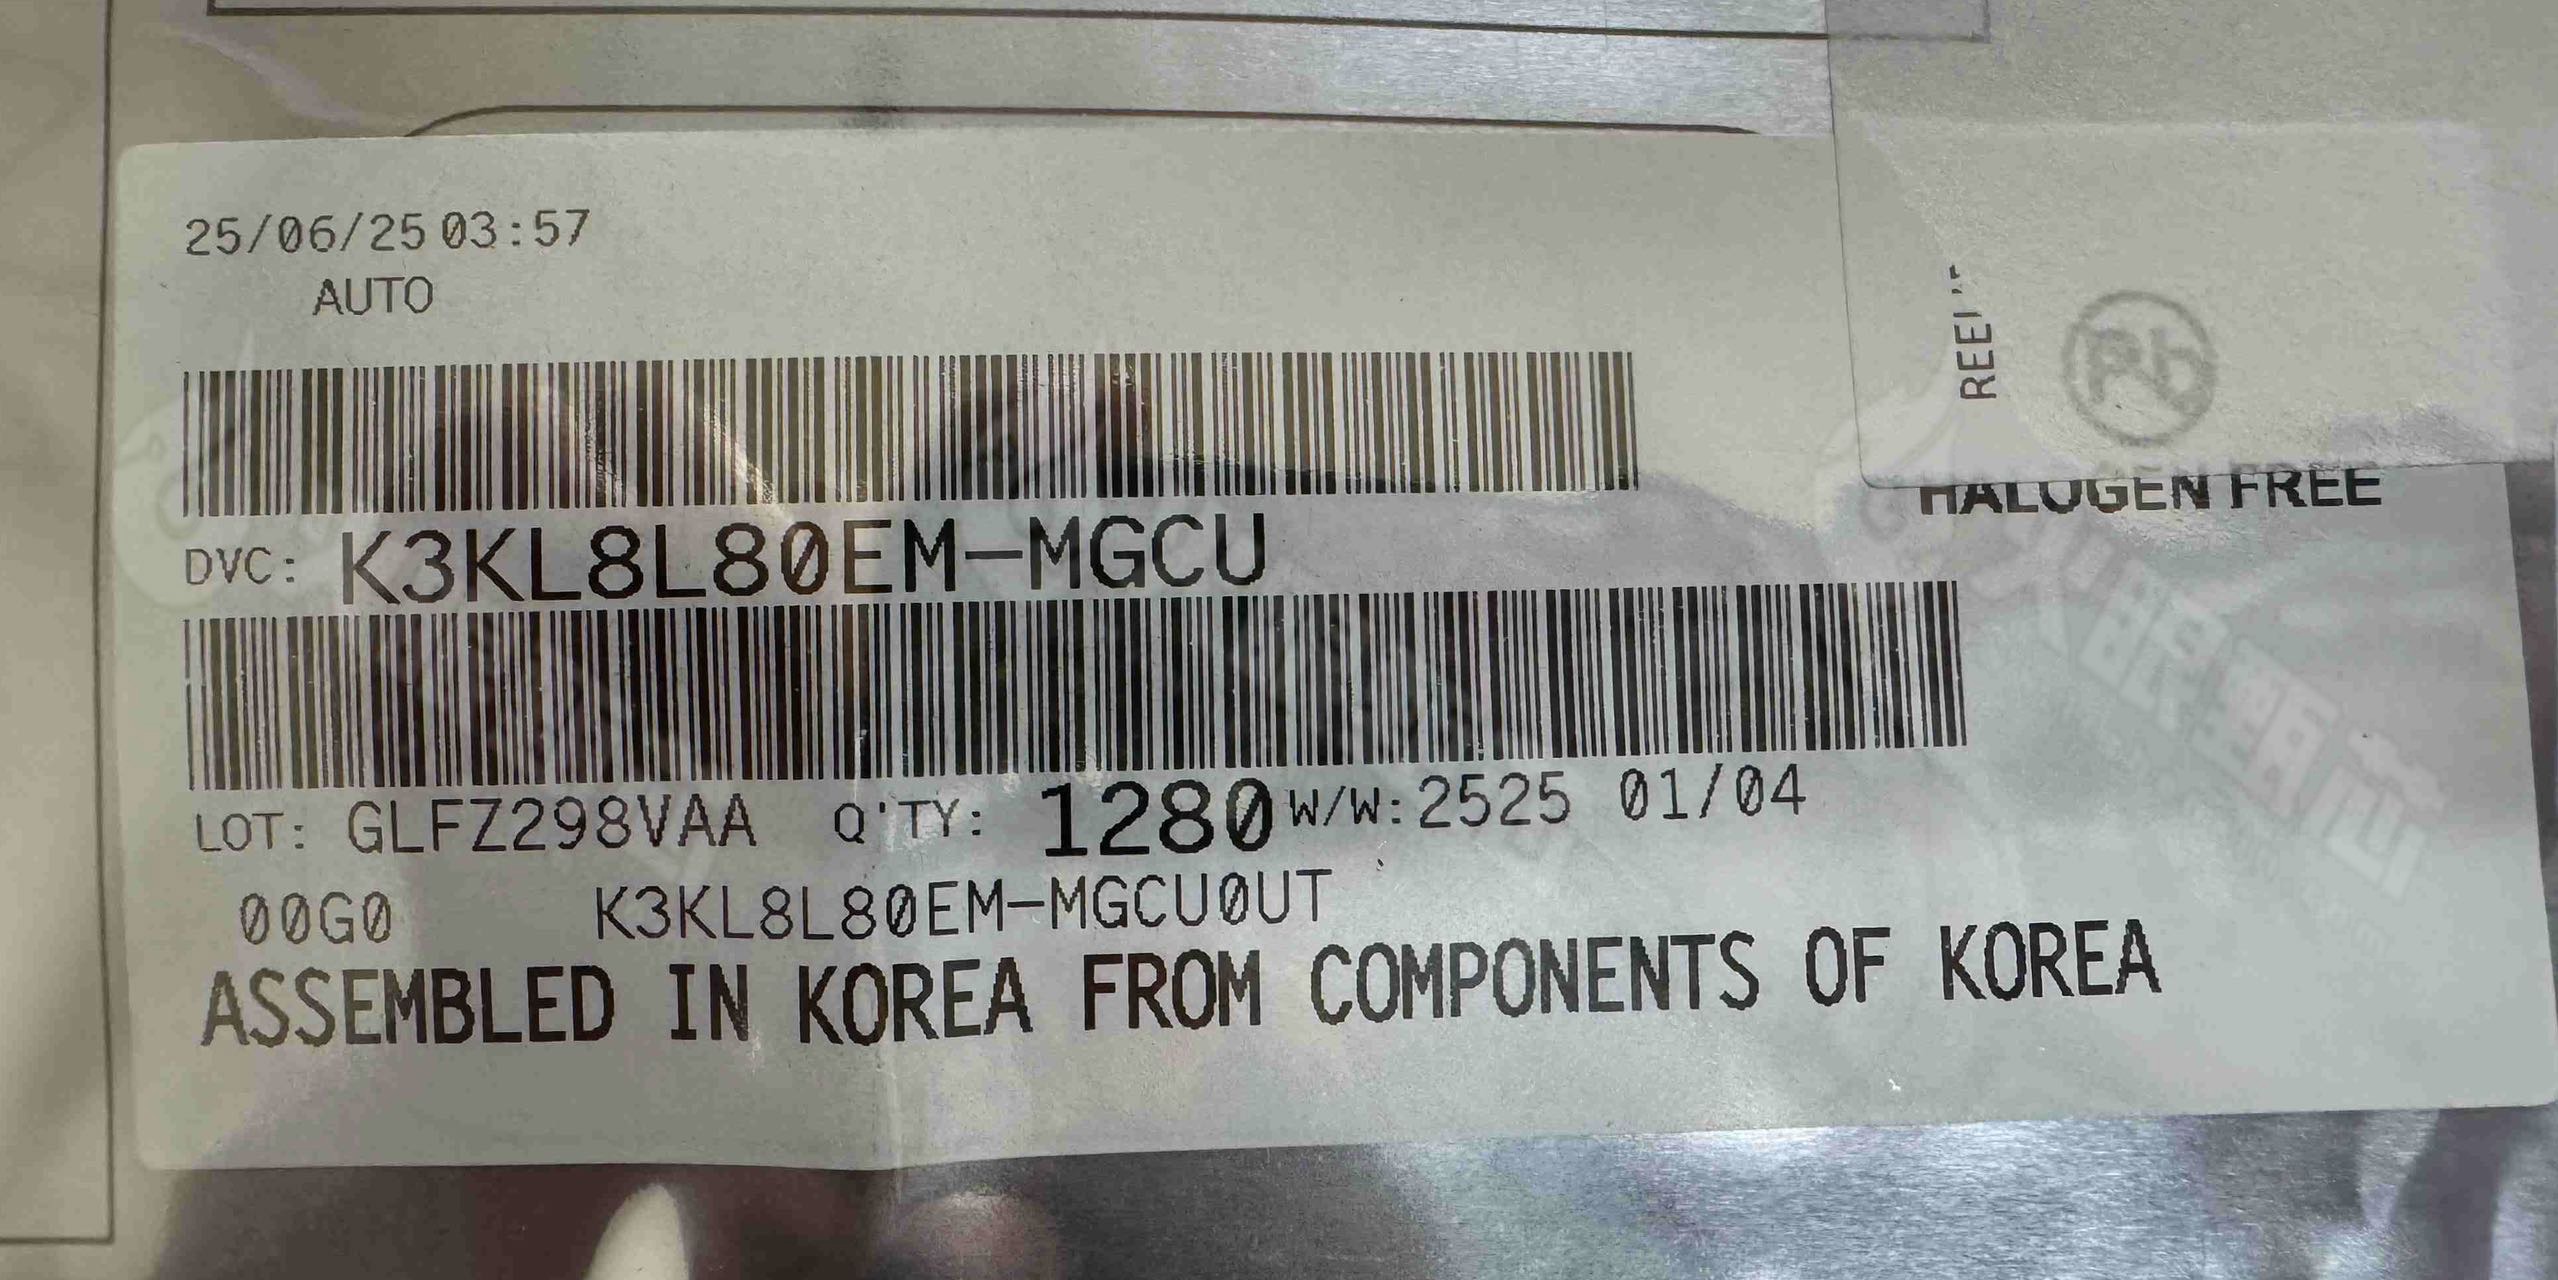 25/06/25 03:57
AUTO
Pb
HALOGEN FREE
DVC: K3KL8L80EM-MGCU
LOT: GLFZ298VAA Q'TY: 1280 W/W: 2525 01/04
00G0 K3KL8L80EM-MGCU0UT
ASSEMBLED IN KOREA FROM COMPONENTS OF KOREA